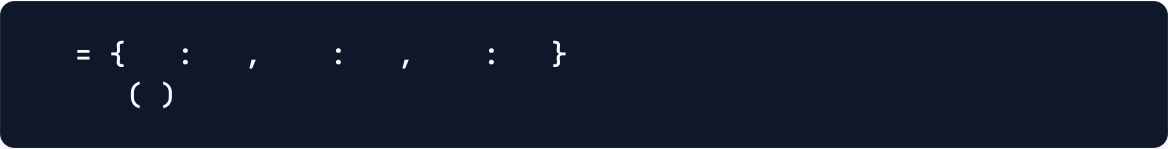 = {   :   ,    :   ,    :   }
( )